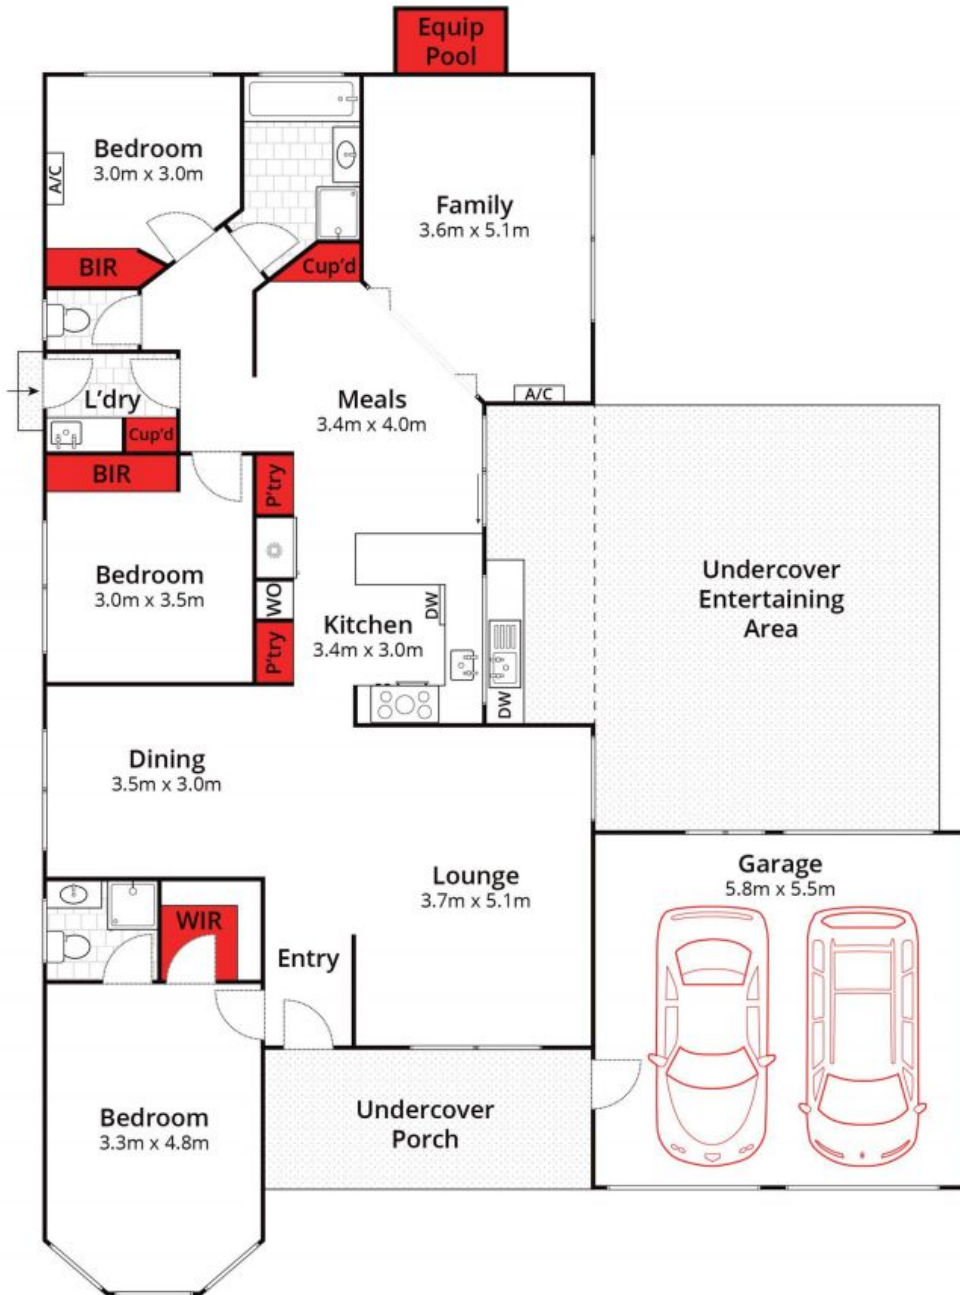 Equip
Pool
Bedroom
3.0m x 3.0m
A/C
Family
3.6m x 5.1m
BIR
Cup'd
L'dry
Meals
3.4m x 4.0m
A/C
Cup'd
BIR
P'try
Bedroom
3.0m x 3.5m
WO
Kitchen
3.4m x 3.0m
DW
P'try
DW
Undercover
Entertaining
Area
Dining
3.5m x 3.0m
Lounge
3.7m x 5.1m
Garage
5.8m x 5.5m
WIR
Entry
Bedroom
3.3m x 4.8m
Undercover
Porch